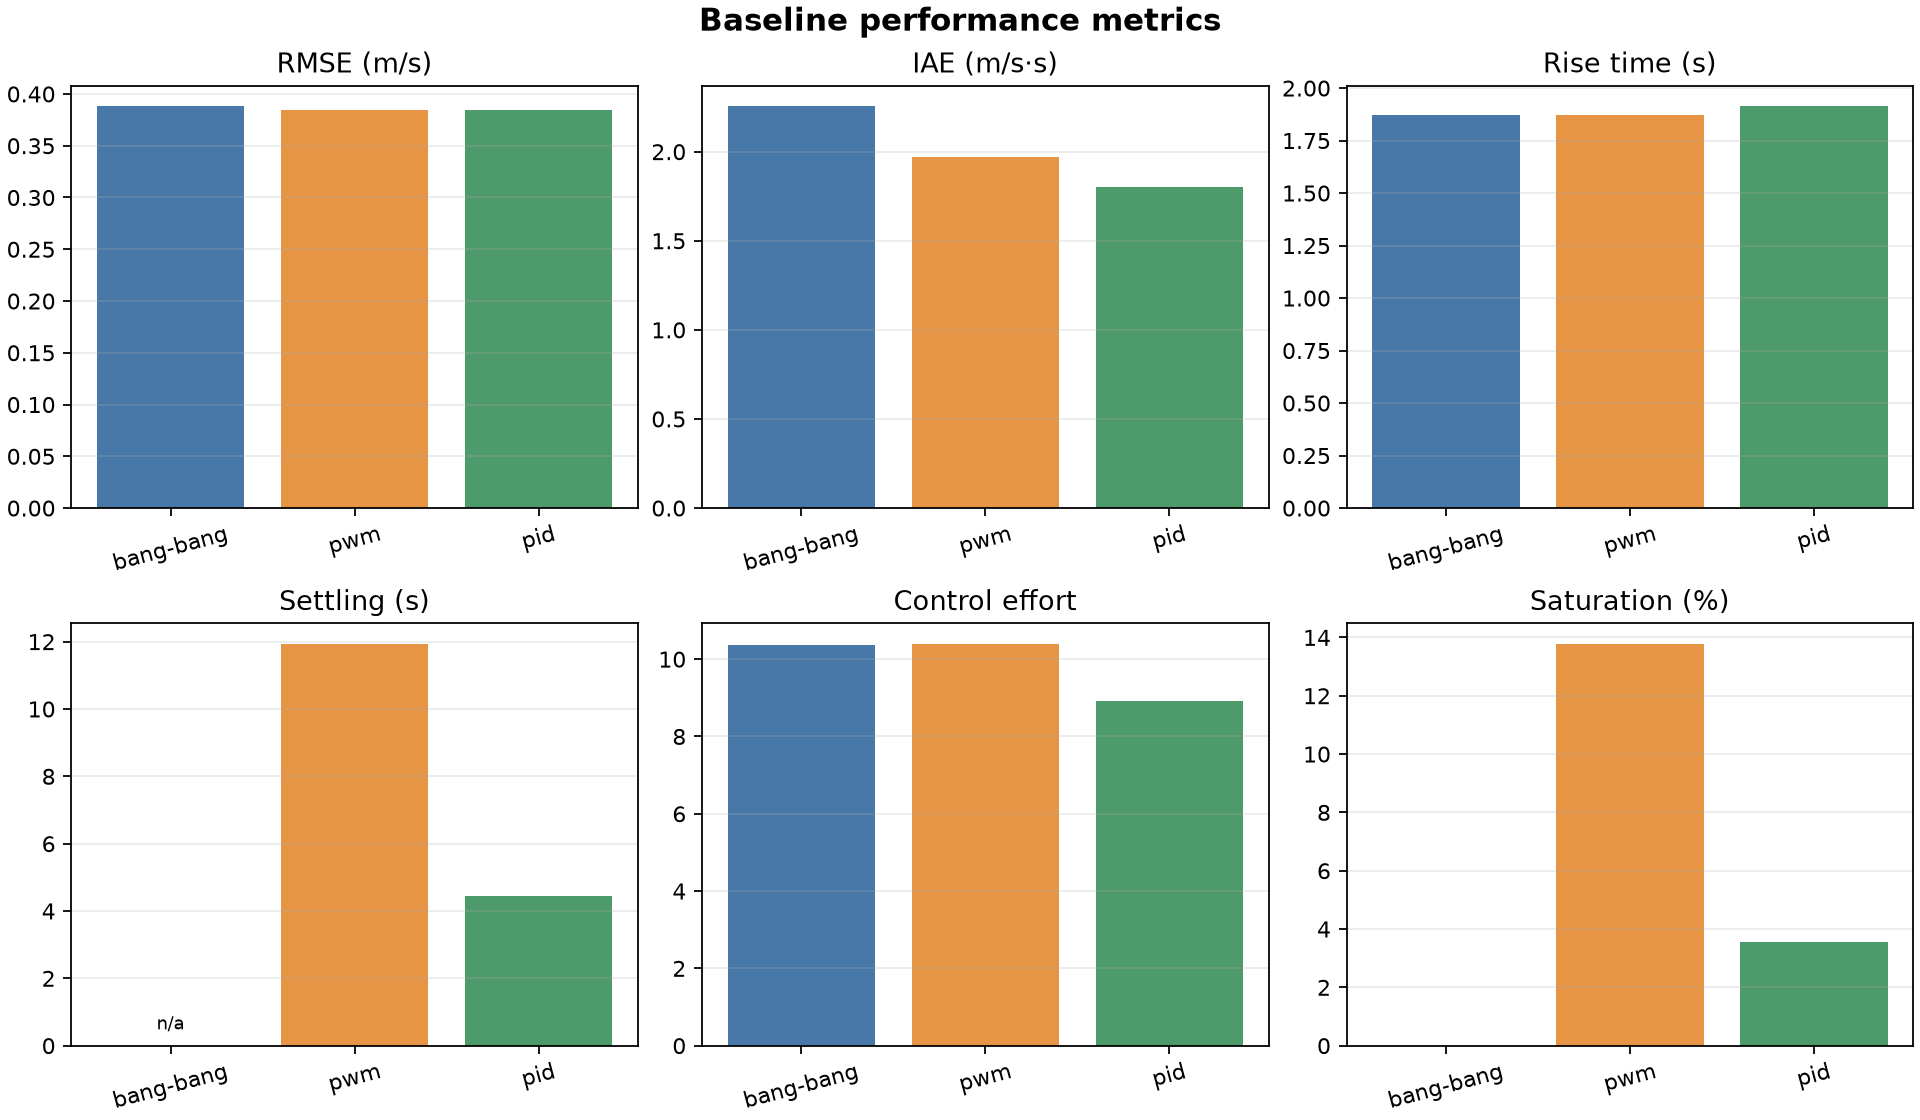 Baseline performance metrics
RMSE (m/s)
0.40
0.35
0.30
0.25
0.20
0.15
0.10
0.05
0.00
bang-bang
pwm
pid
IAE (m/s·s)
2.0
1.5
1.0
0.5
0.0
bang-bang
pwm
pid
Rise time (s)
2.00
1.75
1.50
1.25
1.00
0.75
0.50
0.25
0.00
bang-bang
pwm
pid
Settling (s)
12
10
8
6
4
2
0
n/a
bang-bang
pwm
pid
Control effort
10
8
6
4
2
0
bang-bang
pwm
pid
Saturation (%)
14
12
10
8
6
4
2
0
bang-bang
pwm
pid